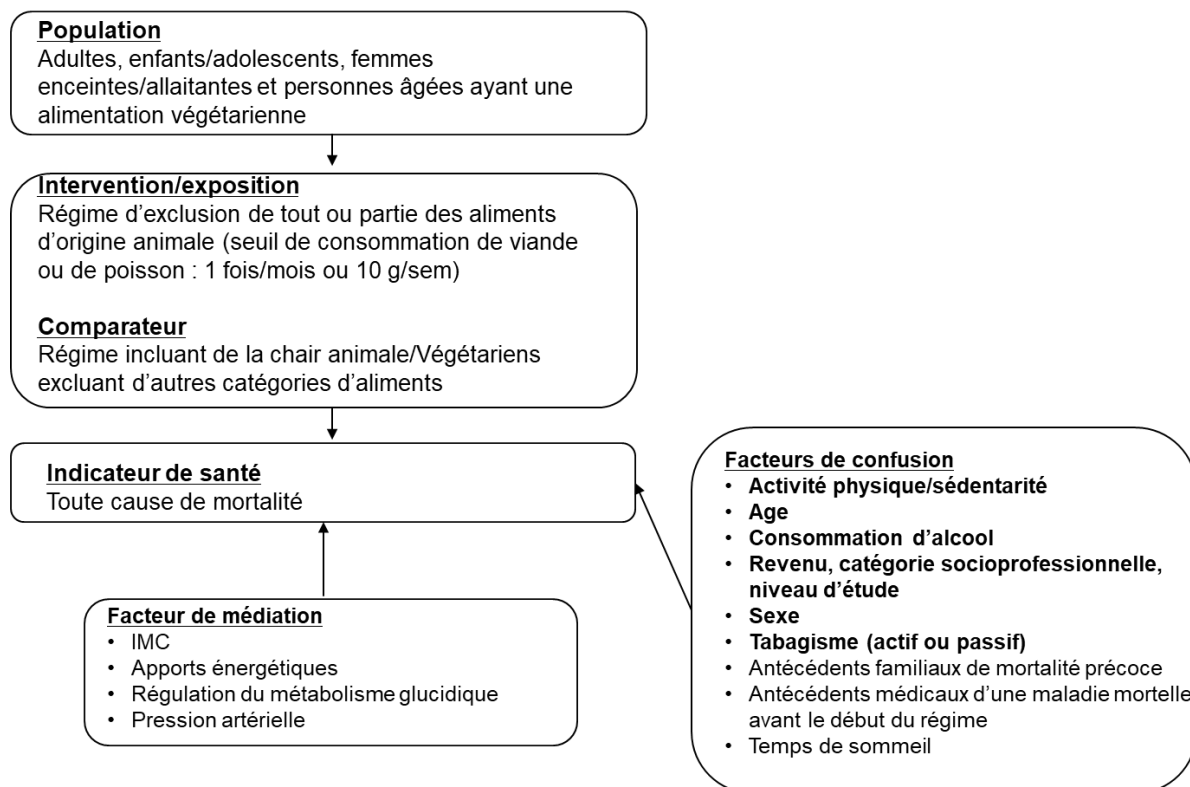 Population
Adultes, enfants/adolescents, femmes
enceintes/allaitantes et personnes âgées ayant une
alimentation végétarienne
Intervention/exposition
Régime d'exclusion de tout ou partie des aliments
d'origine animale (seuil de consommation de viande
ou de poisson : 1 fois/mois ou 10 g/sem)
Comparateur
Régime incluant de la chair animale/Végétariens
excluant d'autres catégories d'aliments
Indicateur de santé
Toute cause de mortalité
Facteur de médiation
• IMC
• Apports énergétiques
• Régulation du métabolisme glucidique
• Pression artérielle
Facteurs de confusion
• Activité physique/sédentarité
• Age
• Consommation d'alcool
• Revenu, catégorie socioprofessionnelle,
niveau d'étude
• Sexe
• Tabagisme (actif ou passif)
• Antécédents familiaux de mortalité précoce
• Antécédents médicaux d'une maladie mortelle
avant le début du régime
• Temps de sommeil